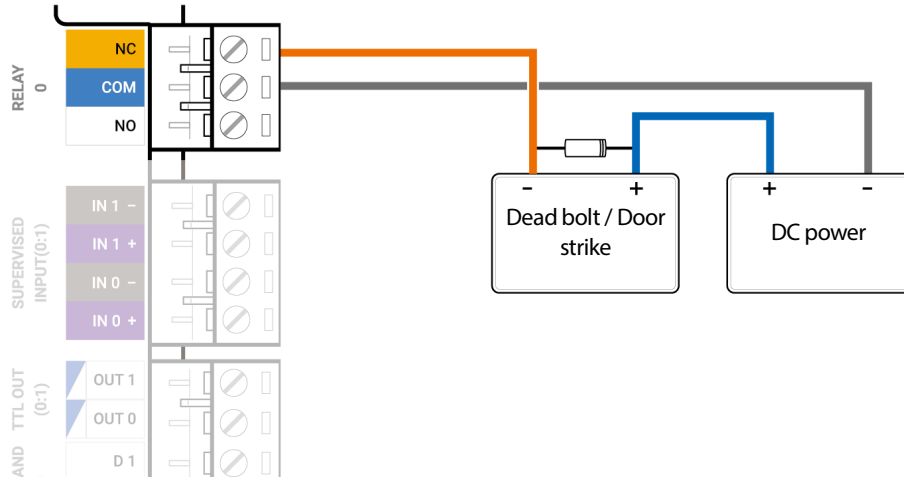 RELAY
0
NC
COM
NO
- +
Dead bolt / Door
strike
+ -
DC power
SUPERVISED
INPUT(0:1)
IN 1 −
IN 1 +
IN 0 −
IN 0 +
TTL OUT
(0:1)
OUT 1
OUT 0
AND
D 1